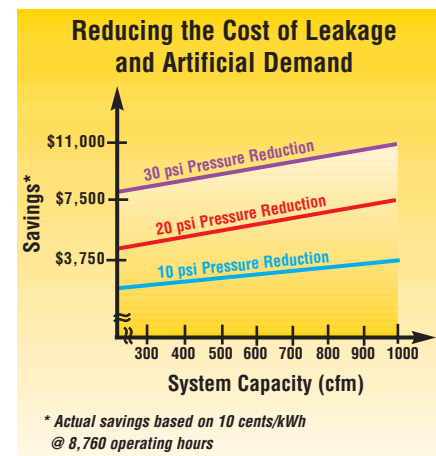 Reducing the Cost of Leakage
and Artificial Demand
Savings*
$11,000
$7,500
$3,750
30 psi Pressure Reduction
20 psi Pressure Reduction
10 psi Pressure Reduction
300 400 500 600 700 800 900 1000
System Capacity (cfm)
* Actual savings based on 10 cents/kWh
@ 8,760 operating hours